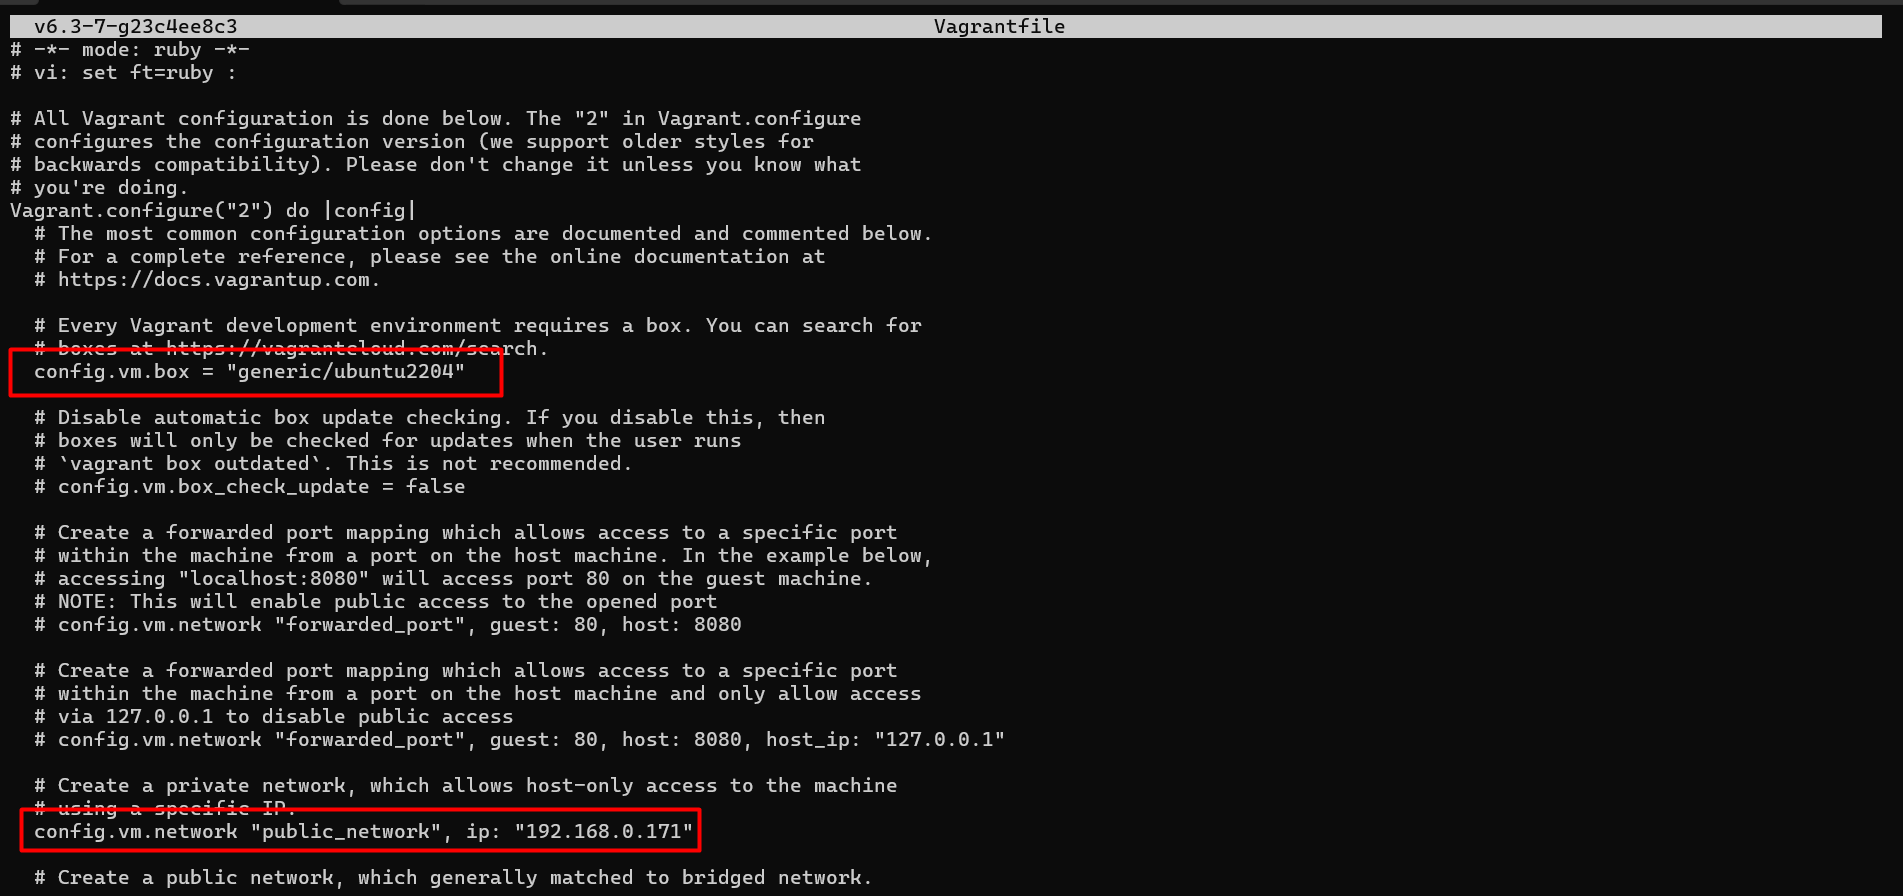 v6.3-7-g23c4ee8c3 Vagrantfile
# -*- mode: ruby -*-
# vi: set ft=ruby :
# All Vagrant configuration is done below. The "2" in Vagrant.configure
# configures the configuration version (we support older styles for
# backwards compatibility). Please don't change it unless you know what
# you're doing.
Vagrant.configure("2") do |config|
# The most common configuration options are documented and commented below.
# For a complete reference, please see the online documentation at
# https://docs.vagrantup.com.
# Every Vagrant development environment requires a box. You can search for
# boxes at https://vagrantcloud.com/search.
config.vm.box = "generic/ubuntu2204"
# Disable automatic box update checking. If you disable this, then
# boxes will only be checked for updates when the user runs
# `vagrant box outdated`. This is not recommended.
# config.vm.box_check_update = false
# Create a forwarded port mapping which allows access to a specific port
# within the machine from a port on the host machine. In the example below,
# accessing "localhost:8080" will access port 80 on the guest machine.
# NOTE: This will enable public access to the opened port
# config.vm.network "forwarded_port", guest: 80, host: 8080
# Create a forwarded port mapping which allows access to a specific port
# within the machine from a port on the host machine and only allow access
# via 127.0.0.1 to disable public access
# config.vm.network "forwarded_port", guest: 80, host: 8080, host_ip: "127.0.0.1"
# Create a private network, which allows host-only access to the machine
# using a specific IP.
config.vm.network "public_network", ip: "192.168.0.171"
# Create a public network, which generally matched to bridged network.